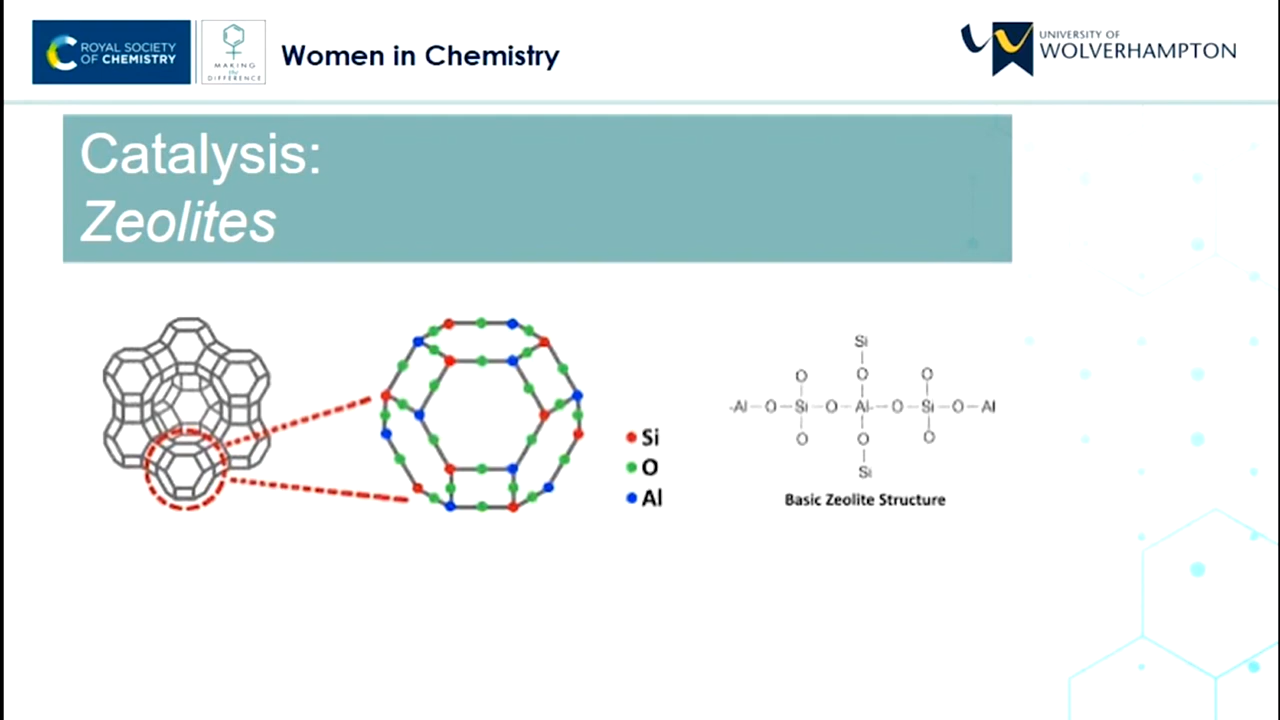 ROYAL SOCIETY
OF CHEMISTRY
MAKING
the
DIFFERENCE
Women in Chemistry
UNIVERSITY OF
WOLVERHAMPTON
Catalysis:
Zeolites
Si
O
Al
Si
O O O
-Al-O-Si-O-Al-O-Si-O-Al
O O O
Si
Basic Zeolite Structure